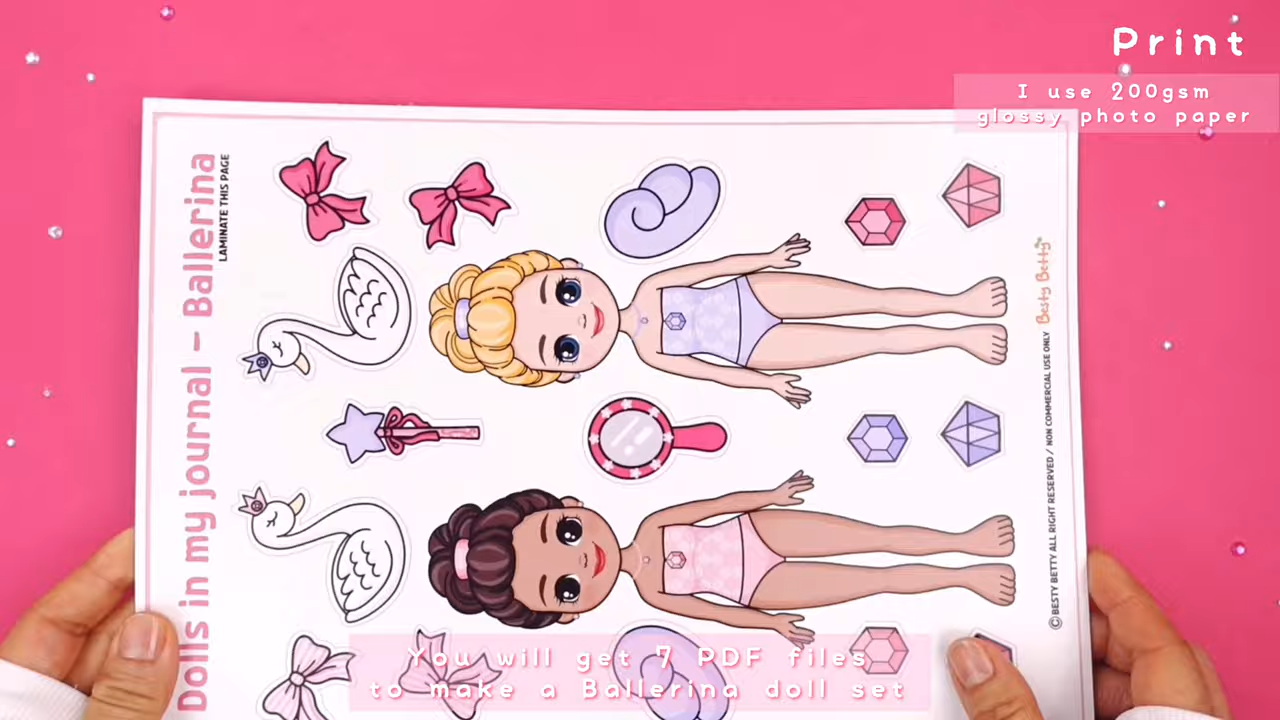 Print
I use 200gsm
glossy photo paper
Dolls in my journal - Ballerina
LAMINATE THIS PAGE
Besty Betty
© BESTY BETTY ALL RIGHT RESERVED / NON COMMERCIAL USE ONLY
You will get 7 PDF files
to make a Ballerina doll set